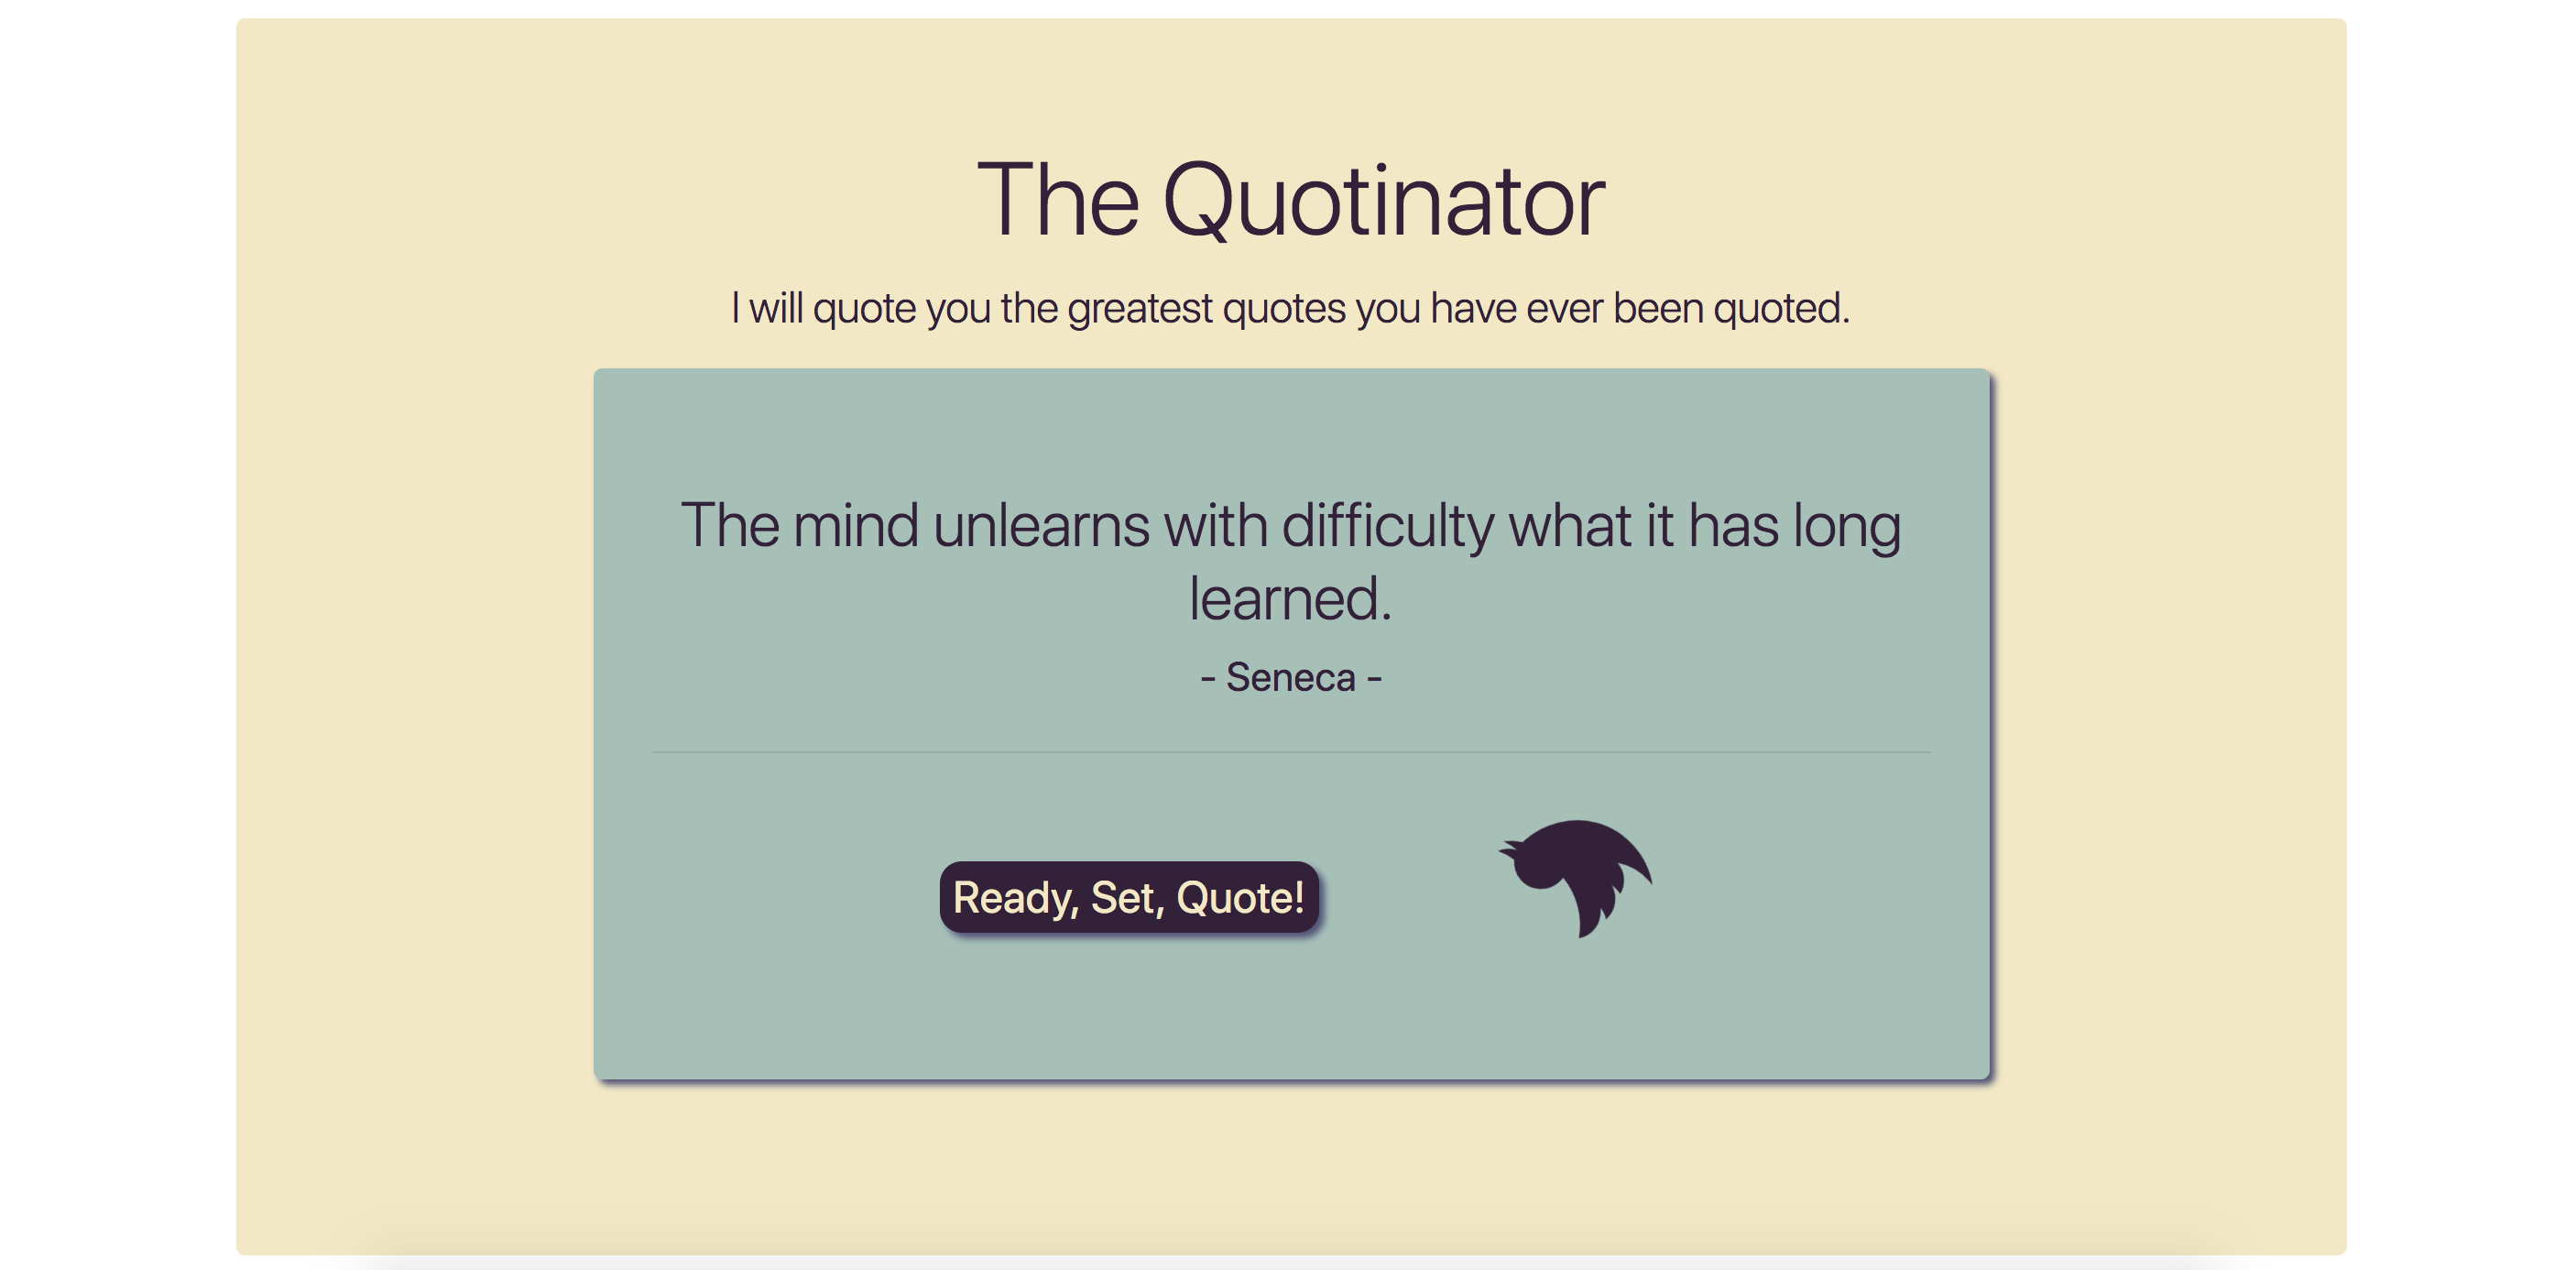 The Quotinator
I will quote you the greatest quotes you have ever been quoted.
The mind unlearns with difficulty what it has long
learned.
- Seneca -
Ready, Set, Quote!